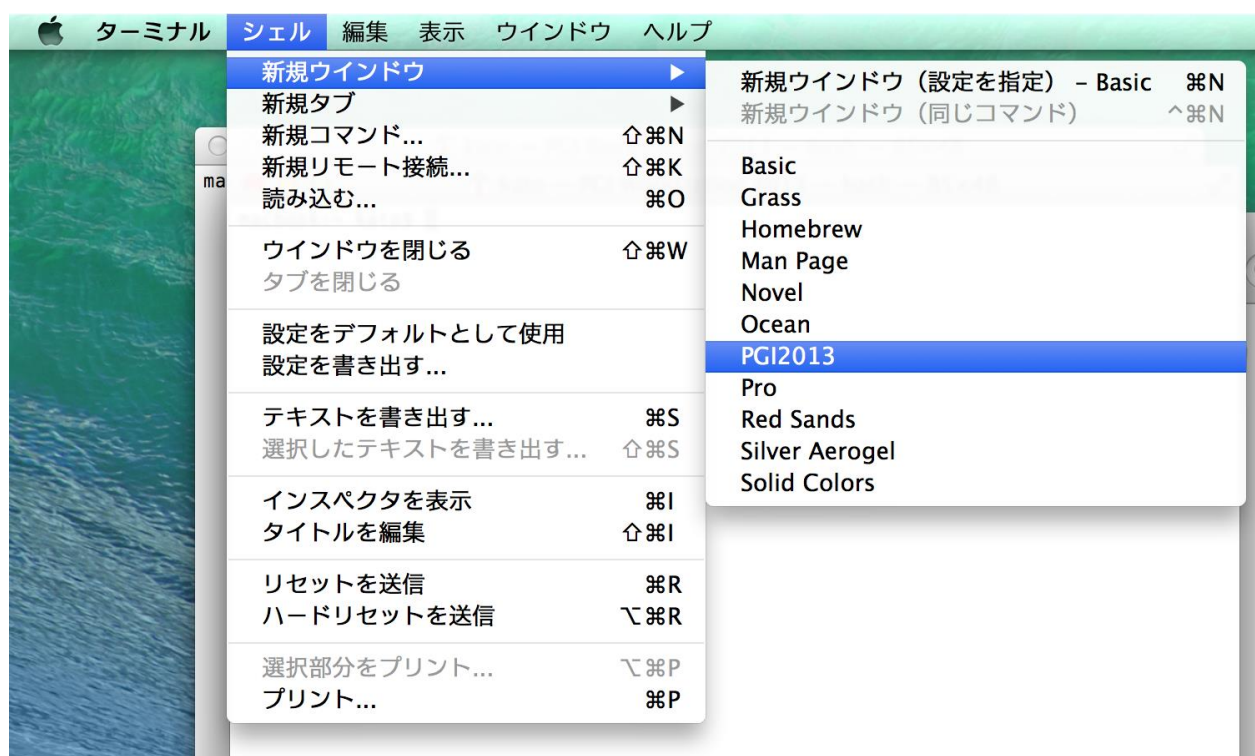 ターミナル シェル 編集 表示 ウインドウ ヘルプ
新規ウインドウ ▶
新規タブ ▶
新規コマンド... ⇧⌘N
新規リモート接続... ⇧⌘K
読み込む... ⌘O
ウインドウを閉じる ⇧⌘W
タブを閉じる
設定をデフォルトとして使用
設定を書き出す...
テキストを書き出す... ⌘S
選択したテキストを書き出す... ⇧⌘S
インスペクタを表示 ⌘I
タイトルを編集 ⇧⌘I
リセットを送信 ⌘R
ハードリセットを送信 ⌥⌘R
選択部分をプリント... ⌥⌘P
プリント... ⌘P
新規ウインドウ（設定を指定） – Basic ⌘N
新規ウインドウ（同じコマンド） ^⌘N
Basic
Grass
Homebrew
Man Page
Novel
Ocean
PGI2013
Pro
Red Sands
Silver Aerogel
Solid Colors
ma